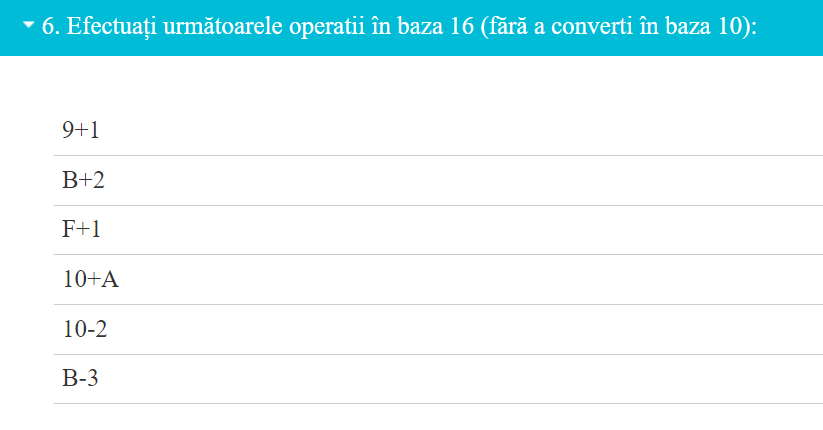 6. Efectuați următoarele operatii în baza 16 (fără a converti în baza 10):
9+1
B+2
F+1
10+A
10-2
B-3